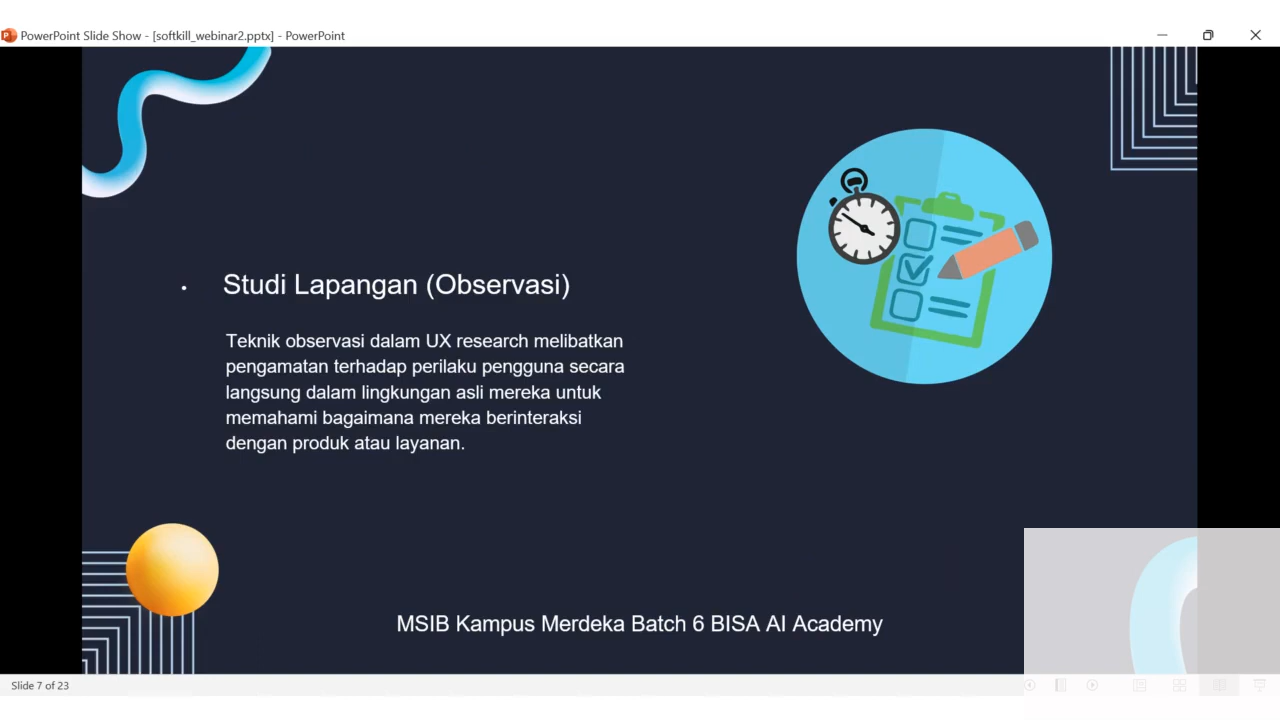 PowerPoint Slide Show - [softkill_webinar2.pptx] - PowerPoint
• Studi Lapangan (Observasi)
Teknik observasi dalam UX research melibatkan
pengamatan terhadap perilaku pengguna secara
langsung dalam lingkungan asli mereka untuk
memahami bagaimana mereka berinteraksi
dengan produk atau layanan.
MSIB Kampus Merdeka Batch 6 BISA AI Academy
Slide 7 of 23